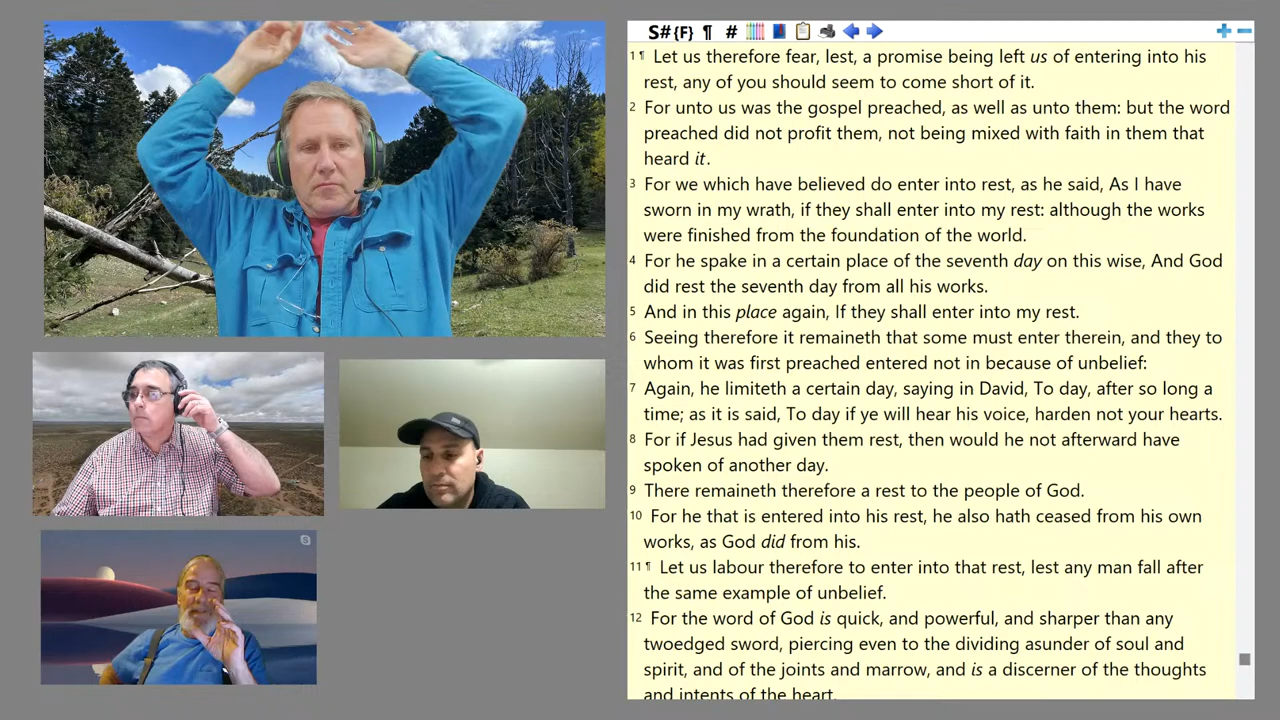 S# {F} ¶ #
1 ¶ Let us therefore fear, lest, a promise being left us of entering into his
rest, any of you should seem to come short of it.
2 For unto us was the gospel preached, as well as unto them: but the word
preached did not profit them, not being mixed with faith in them that
heard it.
3 For we which have believed do enter into rest, as he said, As I have
sworn in my wrath, if they shall enter into my rest: although the works
were finished from the foundation of the world.
4 For he spake in a certain place of the seventh day on this wise, And God
did rest the seventh day from all his works.
5 And in this place again, If they shall enter into my rest.
6 Seeing therefore it remaineth that some must enter therein, and they to
whom it was first preached entered not in because of unbelief:
7 Again, he limiteth a certain day, saying in David, To day, after so long a
time; as it is said, To day if ye will hear his voice, harden not your hearts.
8 For if Jesus had given them rest, then would he not afterward have
spoken of another day.
9 There remaineth therefore a rest to the people of God.
10 For he that is entered into his rest, he also hath ceased from his own
works, as God did from his.
11 ¶ Let us labour therefore to enter into that rest, lest any man fall after
the same example of unbelief.
12 For the word of God is quick, and powerful, and sharper than any
twoedged sword, piercing even to the dividing asunder of soul and
spirit, and of the joints and marrow, and is a discerner of the thoughts
and intents of the heart.